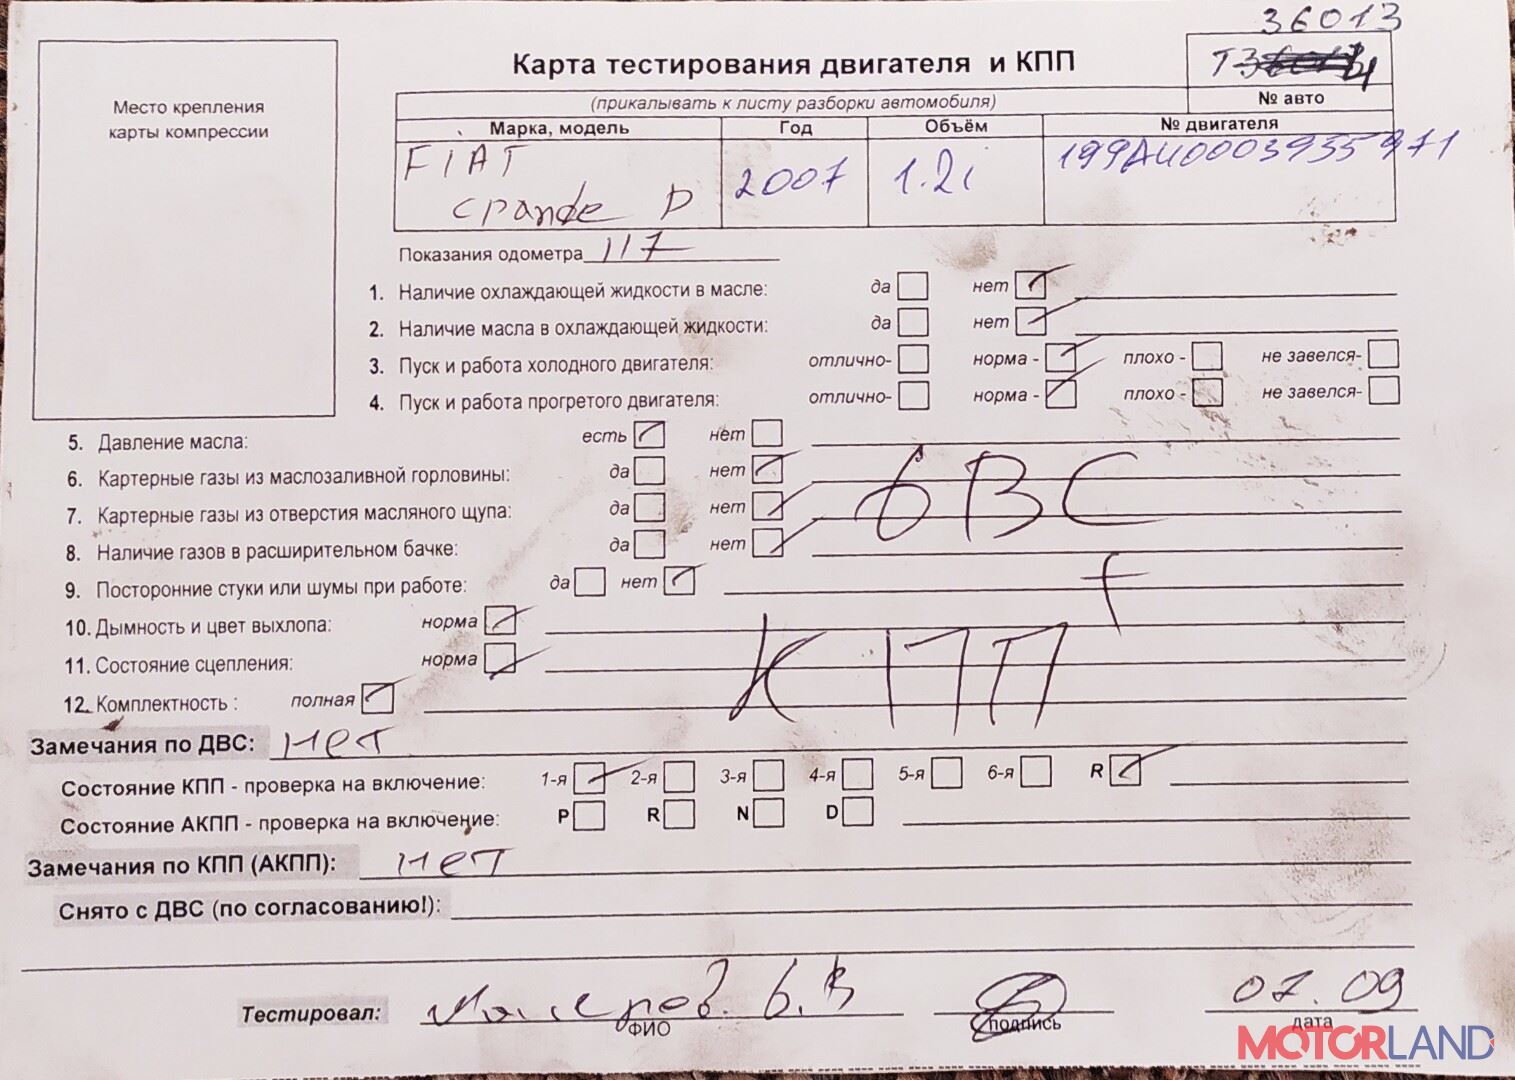 36013
Карта тестирования двигателя и КПП
№ авто
Место крепления
карты компрессии
(прикалывать к листу разборки автомобиля)
Марка, модель Год Объём № двигателя
FIAT 2007 1.2i
Показания одометра 117
1. Наличие охлаждающей жидкости в масле: да нет
2. Наличие масла в охлаждающей жидкости: да нет
3. Пуск и работа холодного двигателя: отлично- норма - плохо - не завелся-
4. Пуск и работа прогретого двигателя: отлично- норма - плохо - не завелся-
5. Давление масла: есть нет
6. Картерные газы из маслозаливной горловины: да нет
7. Картерные газы из отверстия масляного щупа: да нет
8. Наличие газов в расширительном бачке: да нет
9. Посторонние стуки или шумы при работе: да нет
10. Дымность и цвет выхлопа: норма
11. Состояние сцепления: норма
12. Комплектность : полная
+
КПП
Замечания по ДВС: нет
Состояние КПП - проверка на включение: 1-я 2-я 3-я 4-я 5-я 6-я R
Состояние АКПП - проверка на включение: P R N D
Замечания по КПП (АКПП): нет
Снято с ДВС (по согласованию!):
Тестировал: 07.09
ФИО подпись дата
MOTORLAND